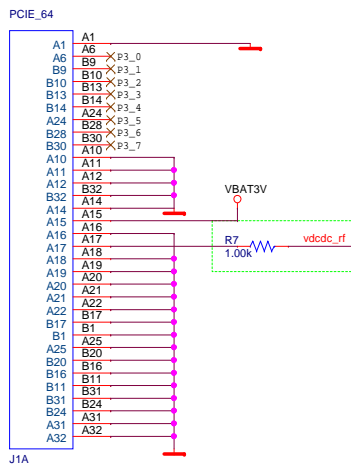 PCIE_64
A1 A1
A6 A6 P3_0
B9 B9 P3_1
B10 B10 P3_2
B13 B13 P3_3
B14 B14 P3_4
A24 A24 P3_5
B28 B28 P3_6
B30 B30 P3_7
A10 A10
A11 A11
A12 A12
B32 B32
VBAT3V
A14 A14
A15 A15
A16 A16
A17 A17 R7 vdcdc_rf
1.00k
A18 A18
A19 A19
A20 A20
A21 A21
A22 A22
B17 B17
B1 B1
A25 A25
B20 B20
B16 B16
B11 B11
B31 B31
B24 B24
A31 A31
A32 A32
J1A